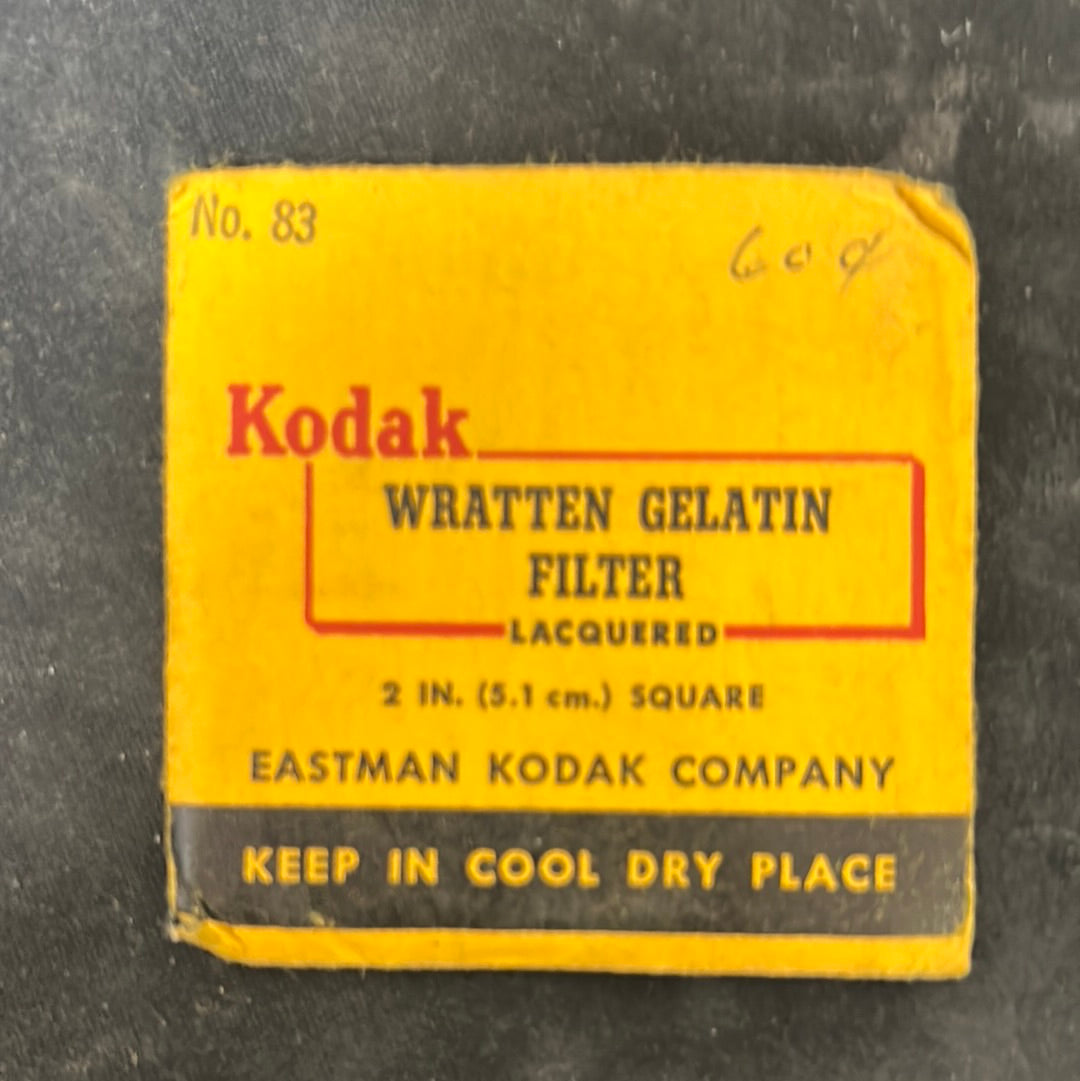 No. 83
60¢
Kodak
WRATTEN GELATIN
FILTER
LACQUERED
2 IN. (5.1 cm.) SQUARE
EASTMAN KODAK COMPANY
KEEP IN COOL DRY PLACE